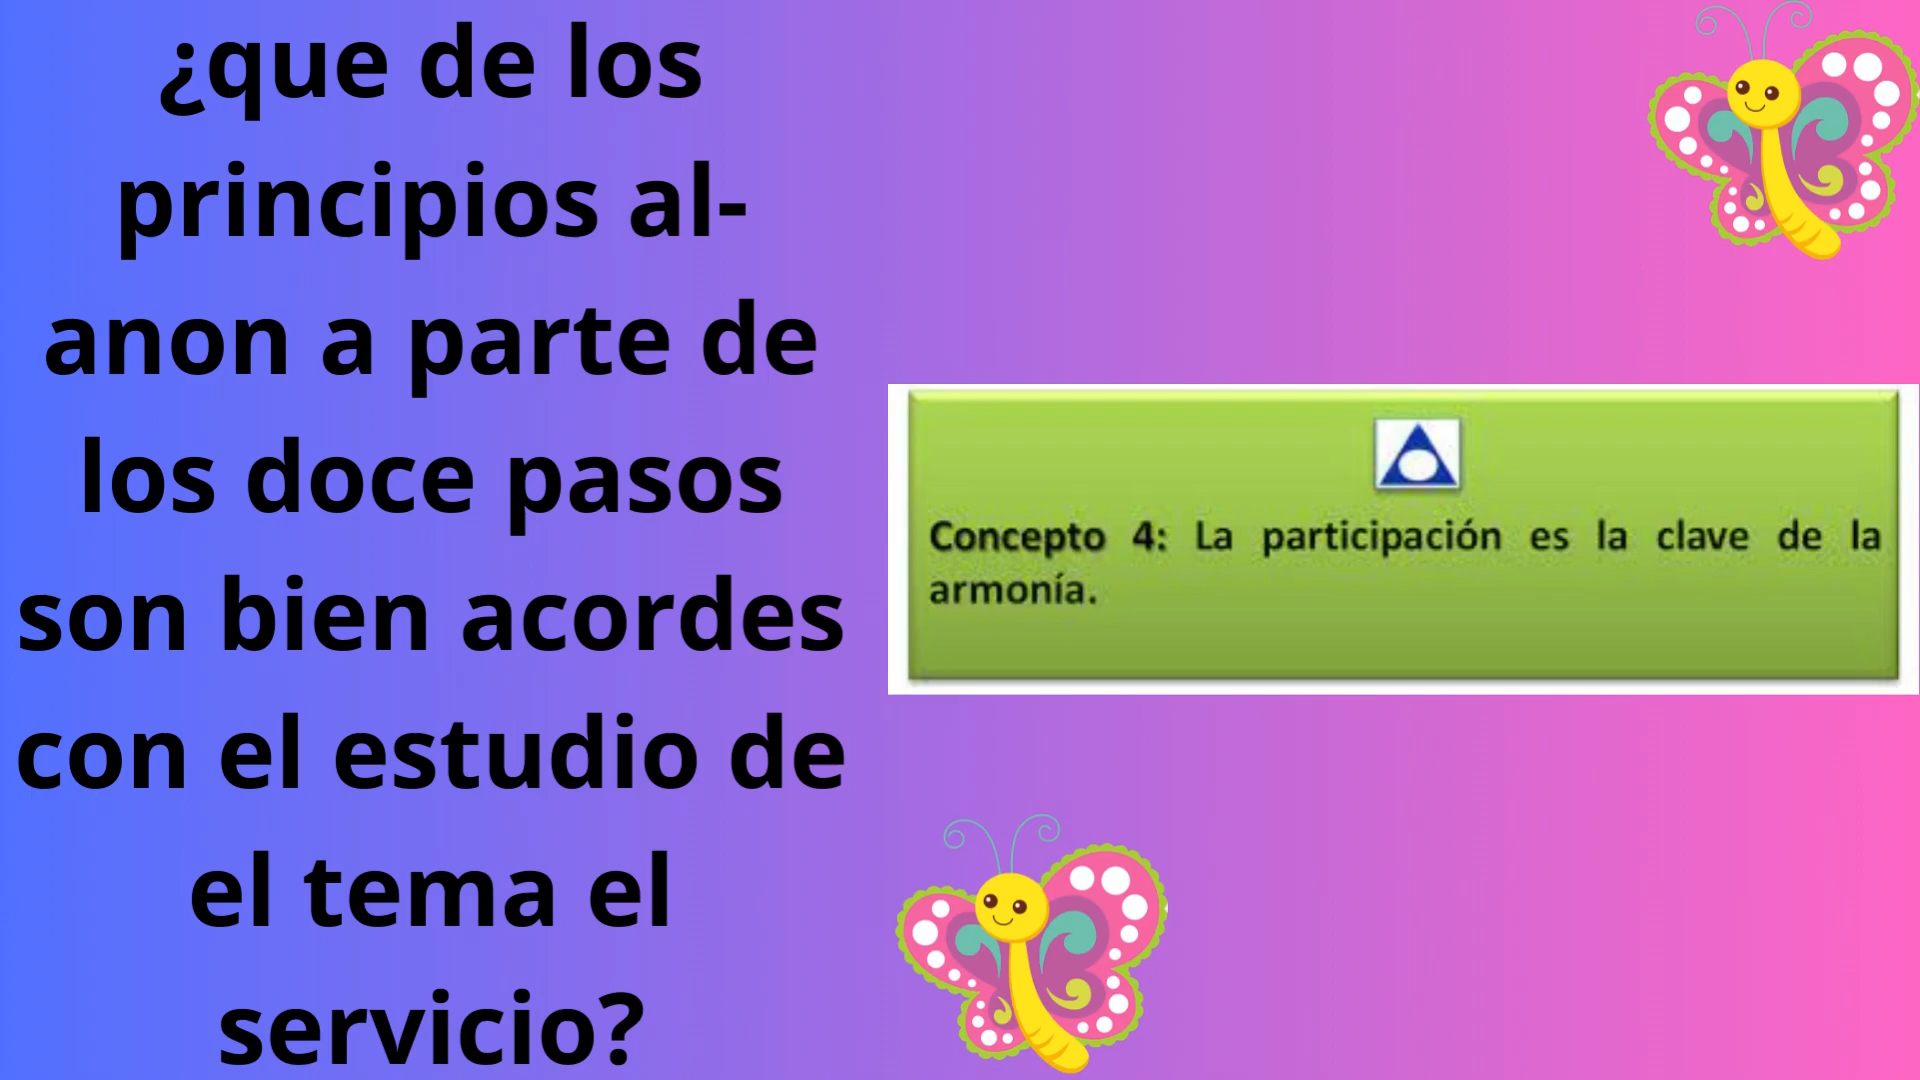 ¿que de los
principios al-
anon a parte de
los doce pasos
son bien acordes
con el estudio de
el tema el
servicio?
Concepto 4: La participación es la clave de la
armonía.